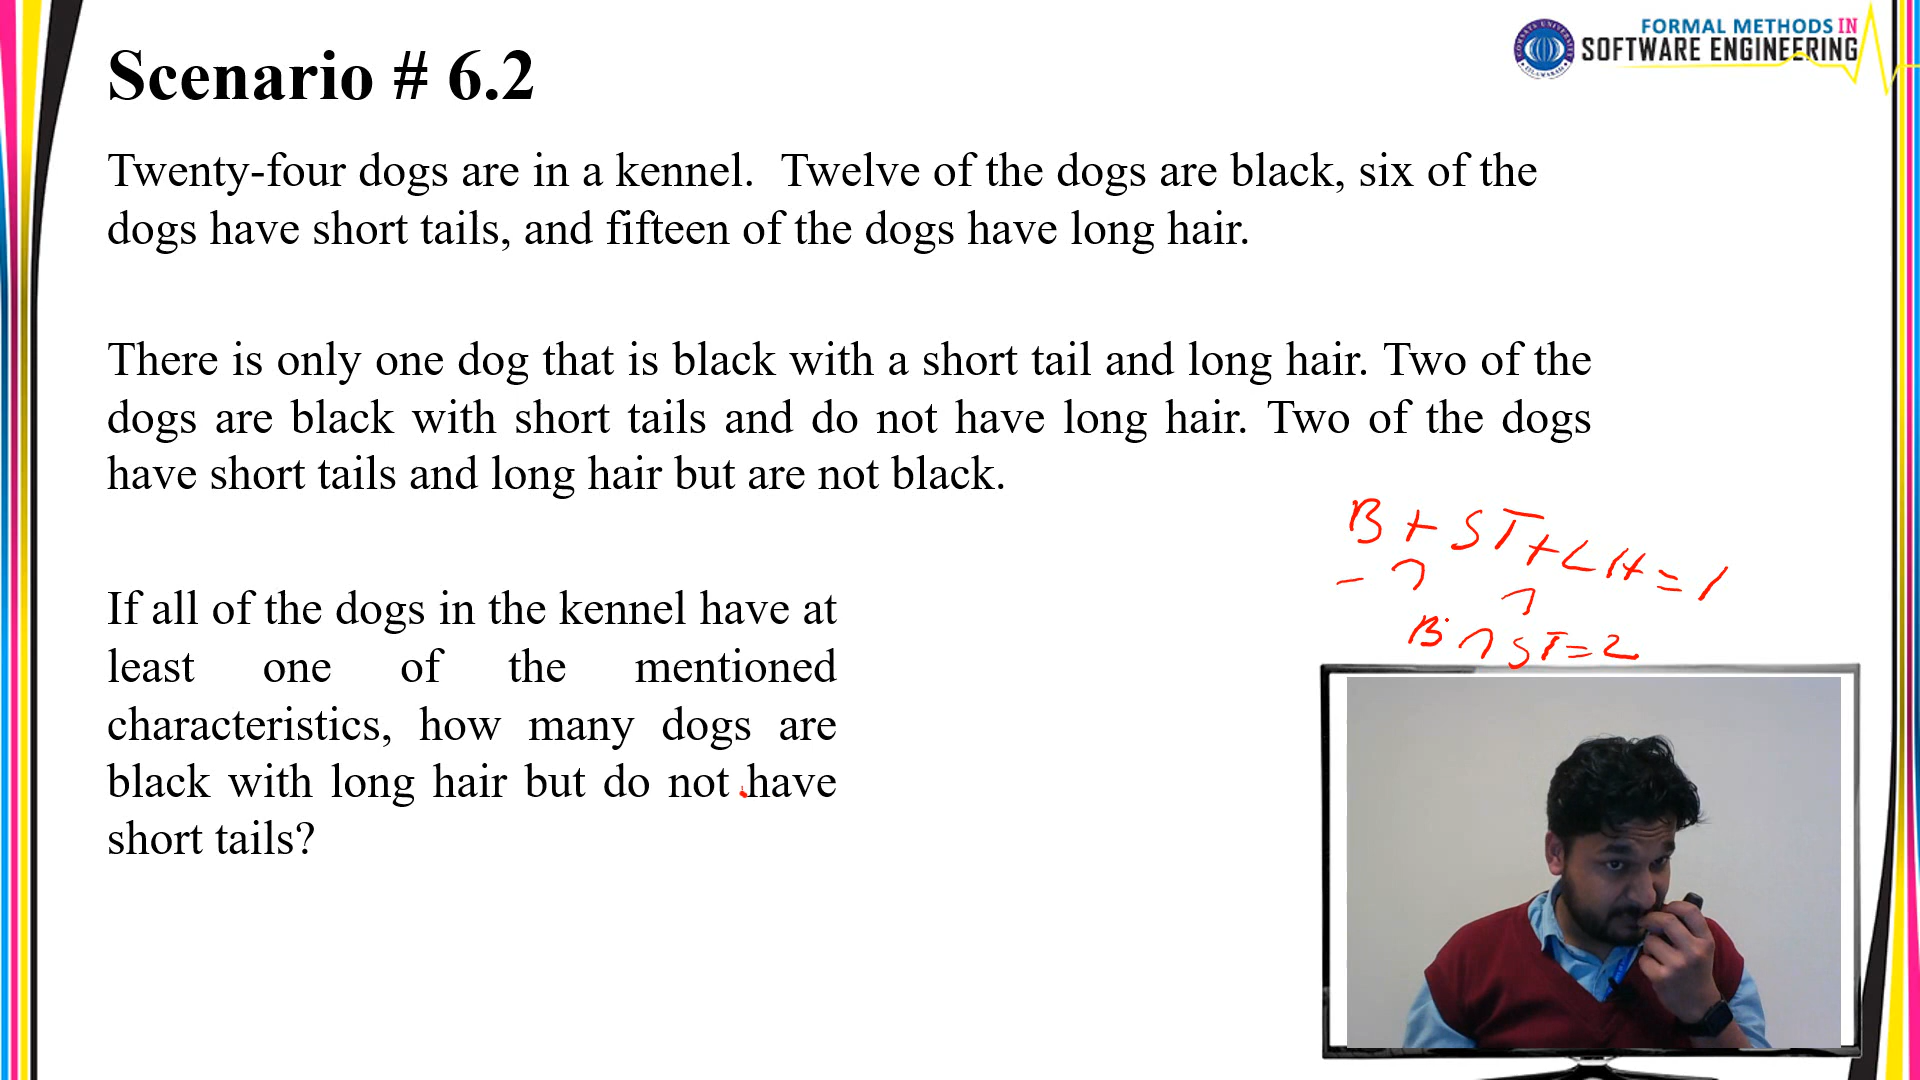 FORMAL METHODS IN
SOFTWARE ENGINEERING
Scenario # 6.2
Twenty-four dogs are in a kennel. Twelve of the dogs are black, six of the
dogs have short tails, and fifteen of the dogs have long hair.
There is only one dog that is black with a short tail and long hair. Two of the
dogs are black with short tails and do not have long hair. Two of the dogs
have short tails and long hair but are not black.
B + ST + LH = 1
- ∩ ∩
B ∩ ST = 2
If all of the dogs in the kennel have at
least one of the mentioned
characteristics, how many dogs are
black with long hair but do not have
short tails?